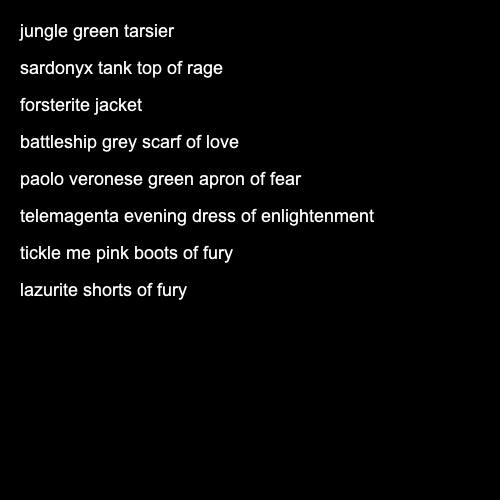 jungle green tarsier
sardonyx tank top of rage
forsterite jacket
battleship grey scarf of love
paolo veronese green apron of fear
telemagenta evening dress of enlightenment
tickle me pink boots of fury
lazurite shorts of fury